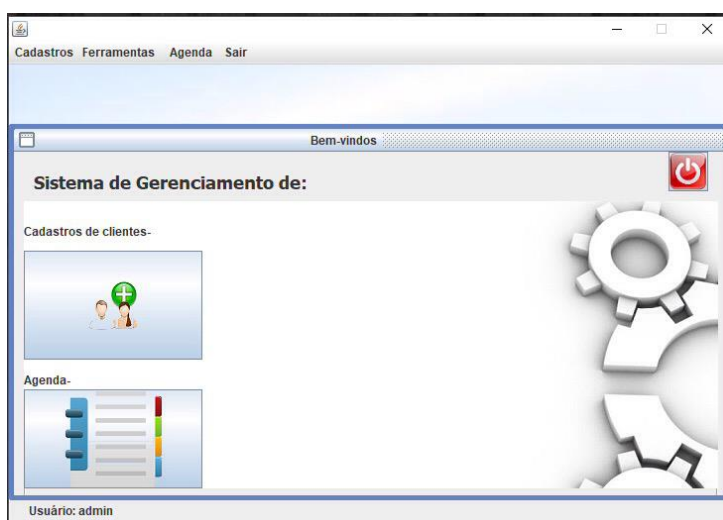 Cadastros Ferramentas Agenda Sair
Bem-vindos
Sistema de Gerenciamento de:
Cadastros de clientes-
Agenda-
Usuário: admin